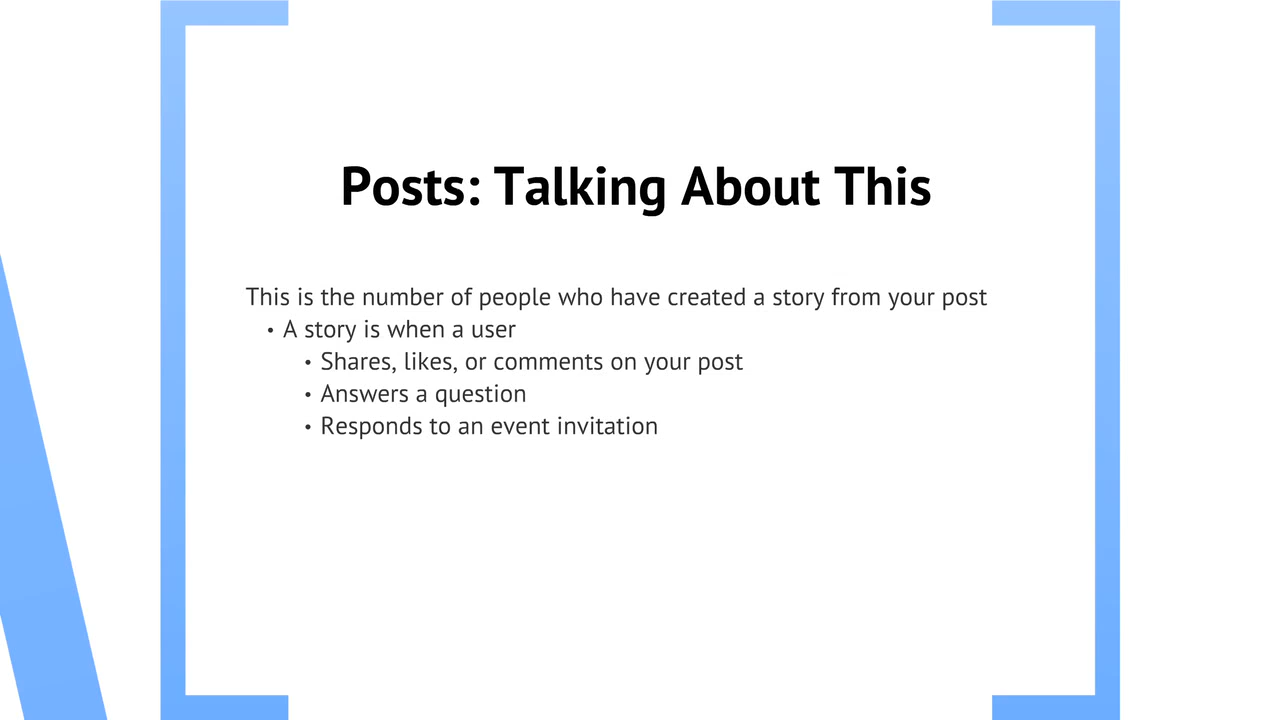 Posts: Talking About This
This is the number of people who have created a story from your post
• A story is when a user
• Shares, likes, or comments on your post
• Answers a question
• Responds to an event invitation